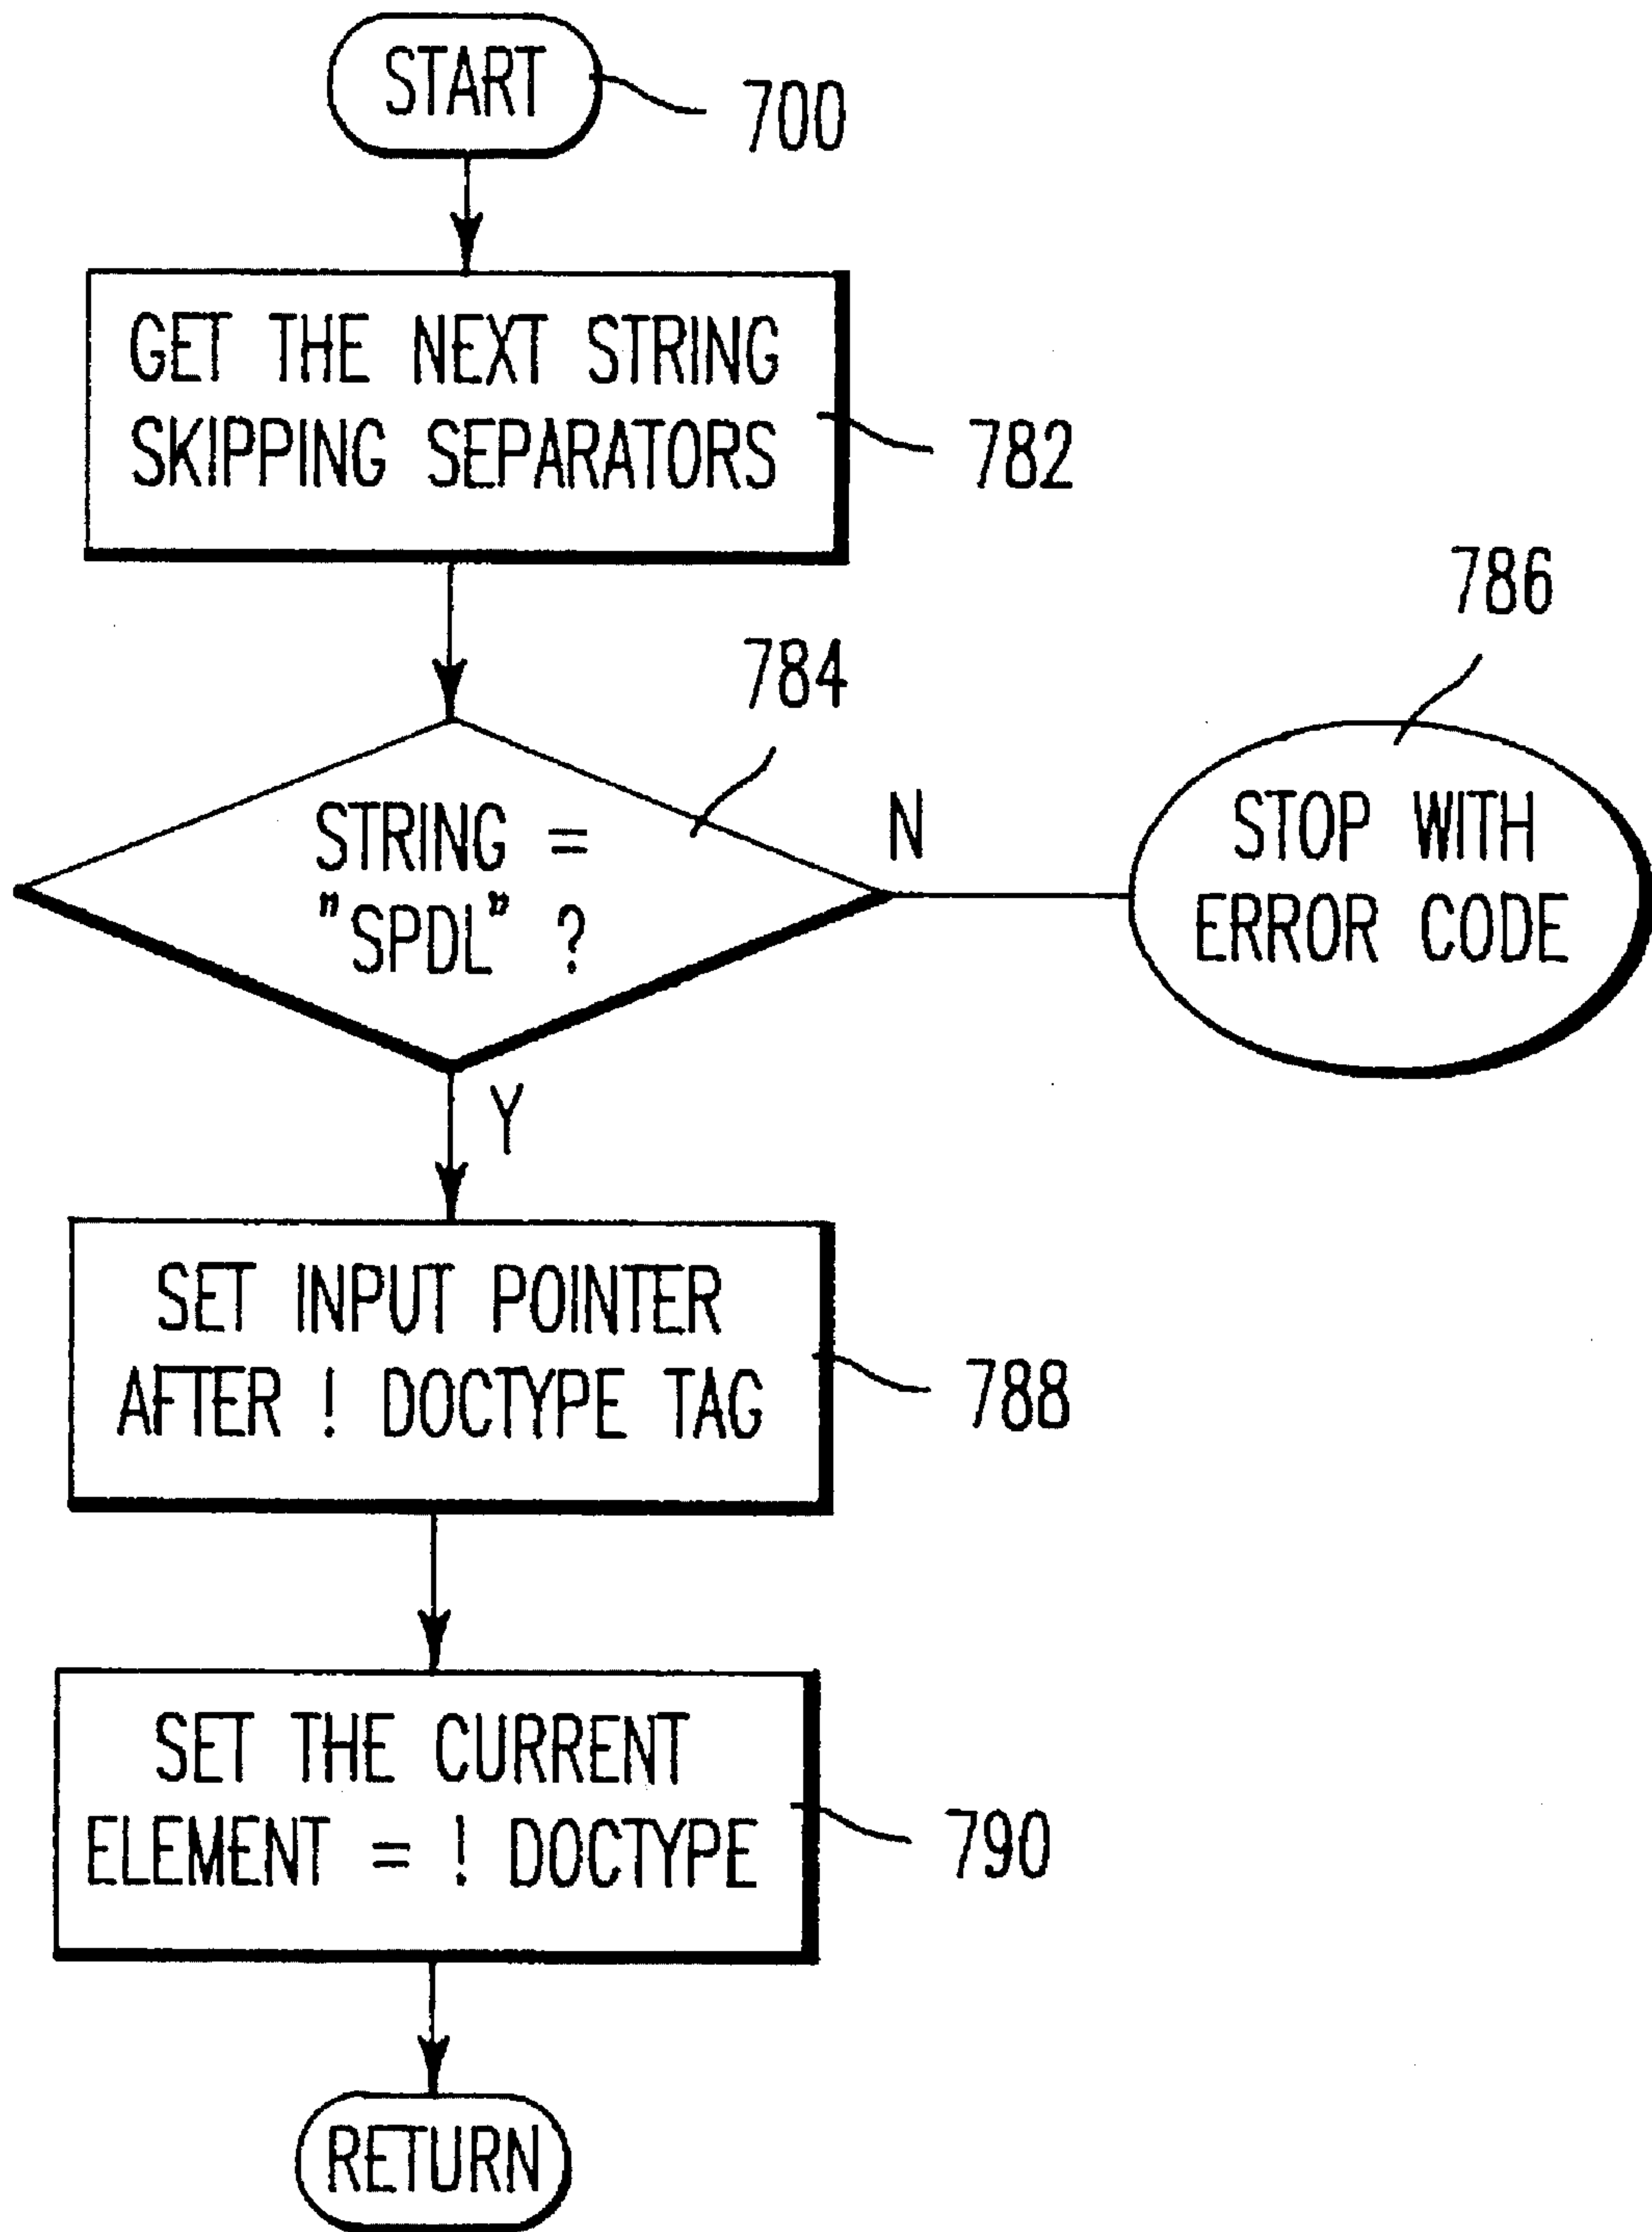 START
700
GET THE NEXT STRING
SKIPPING SEPARATORS
782
784
STRING =
"SPDL" ?
N
786
STOP WITH
ERROR CODE
Y
SET INPUT POINTER
AFTER ! DOCTYPE TAG
788
SET THE CURRENT
ELEMENT = ! DOCTYPE
790
RETURN